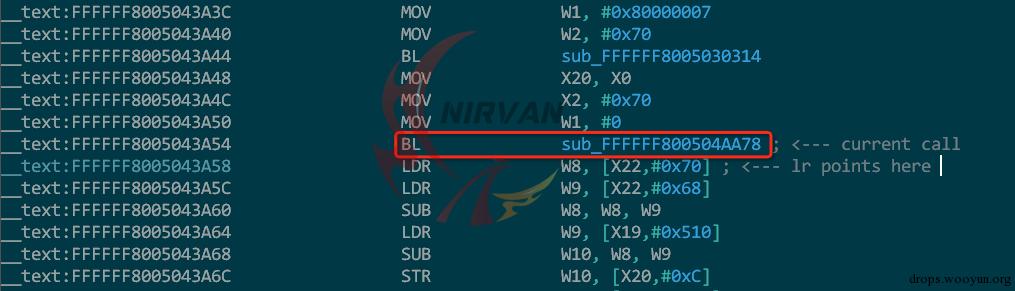 __text:FFFFFF8005043A3C MOV W1, #0x80000007
__text:FFFFFF8005043A40 MOV W2, #0x70
__text:FFFFFF8005043A44 BL sub_FFFFFF8005030314
__text:FFFFFF8005043A48 MOV X20, X0
__text:FFFFFF8005043A4C MOV X2, #0x70
__text:FFFFFF8005043A50 MOV W1, #0
__text:FFFFFF8005043A54 BL sub_FFFFFF800504AA78 ; <--- current call
__text:FFFFFF8005043A58 LDR W8, [X22,#0x70] ; <--- lr points here
__text:FFFFFF8005043A5C LDR W9, [X22,#0x68]
__text:FFFFFF8005043A60 SUB W8, W8, W9
__text:FFFFFF8005043A64 LDR W9, [X19,#0x510]
__text:FFFFFF8005043A68 SUB W10, W8, W9
__text:FFFFFF8005043A6C STR W10, [X20,#0xC]
NIRVAN
drops.wooyun.org